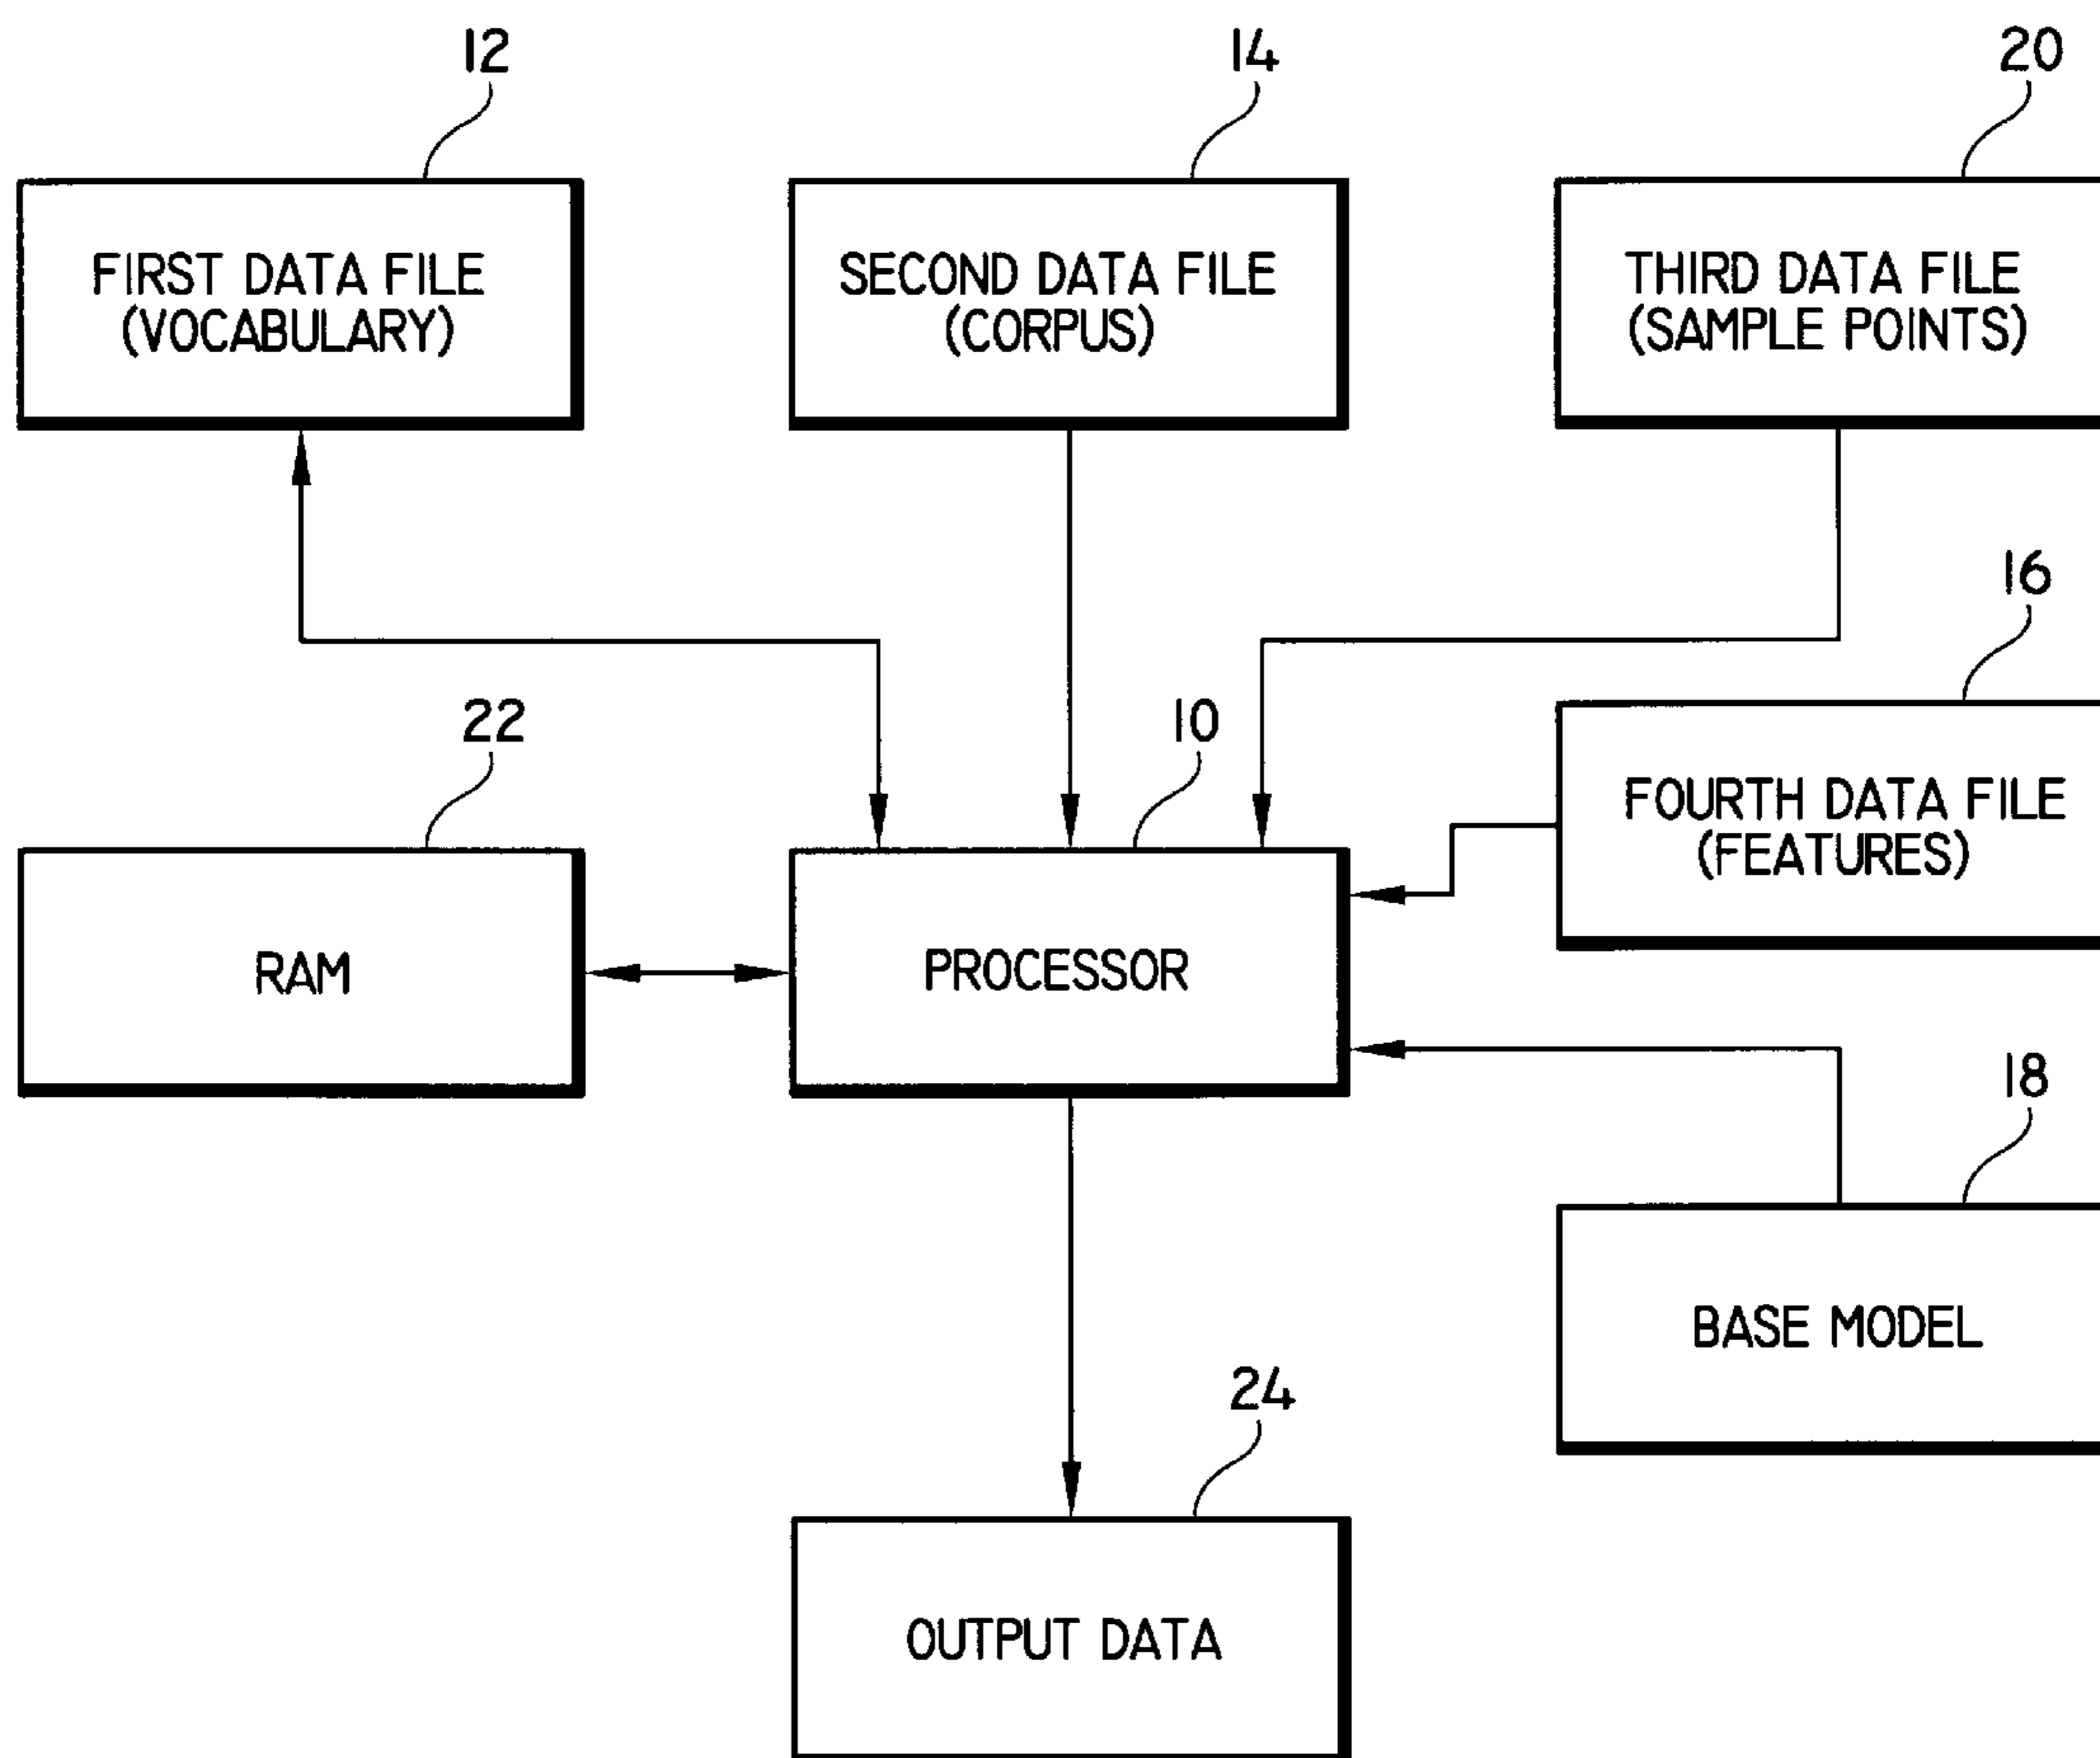 12
14
20
FIRST DATA FILE
(VOCABULARY)
SECOND DATA FILE
(CORPUS)
THIRD DATA FILE
(SAMPLE POINTS)
16
22
10
FOURTH DATA FILE
(FEATURES)
RAM
PROCESSOR
18
BASE MODEL
24
OUTPUT DATA